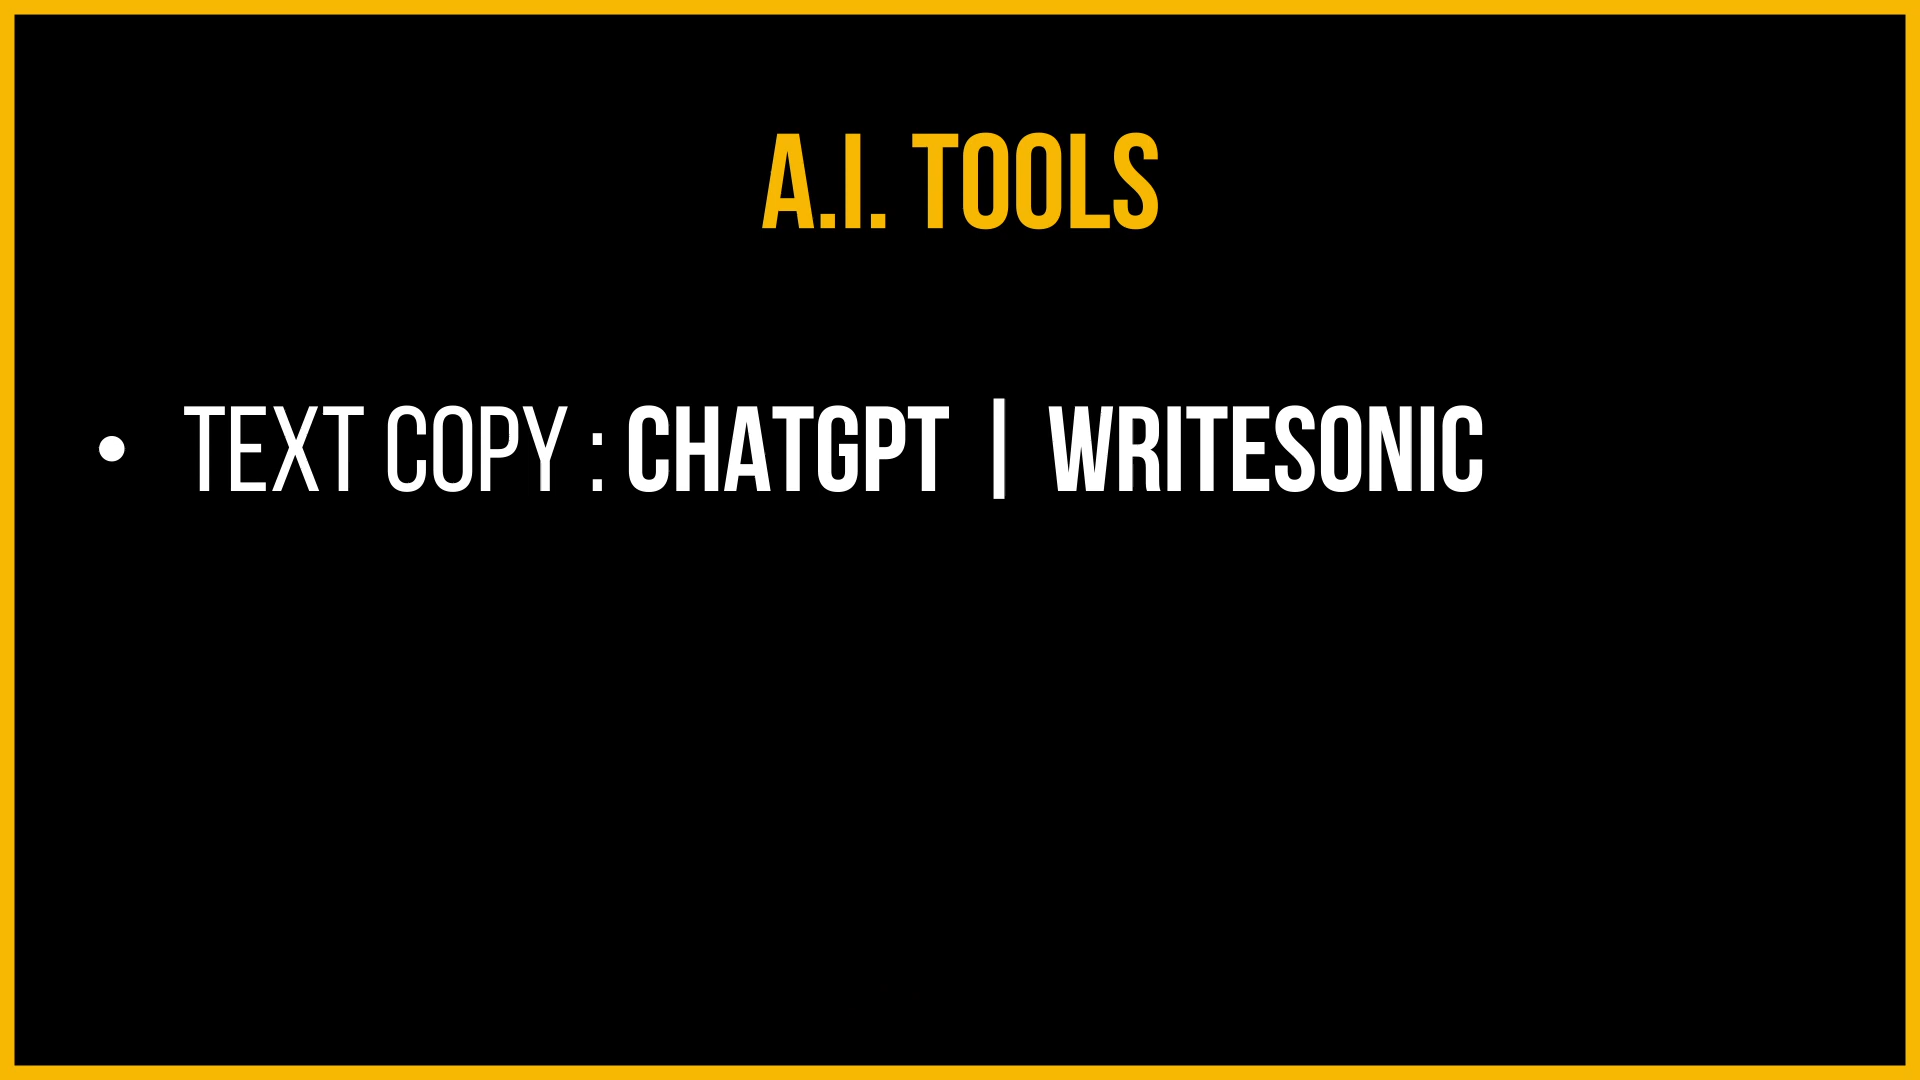 A.I. TOOLS
• TEXT COPY : CHATGPT | WRITESONIC